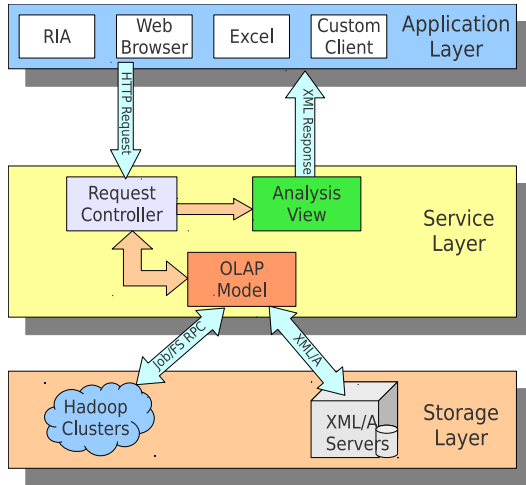 RIA
Web
Browser
Excel
Custom
Client
Application
Layer
HTTP Request
XML Response
Request
Controller
Analysis
View
Service
Layer
OLAP
Model
Job/FS RPC
XML/A
Hadoop
Clusters
XML/A
Servers
Storage
Layer